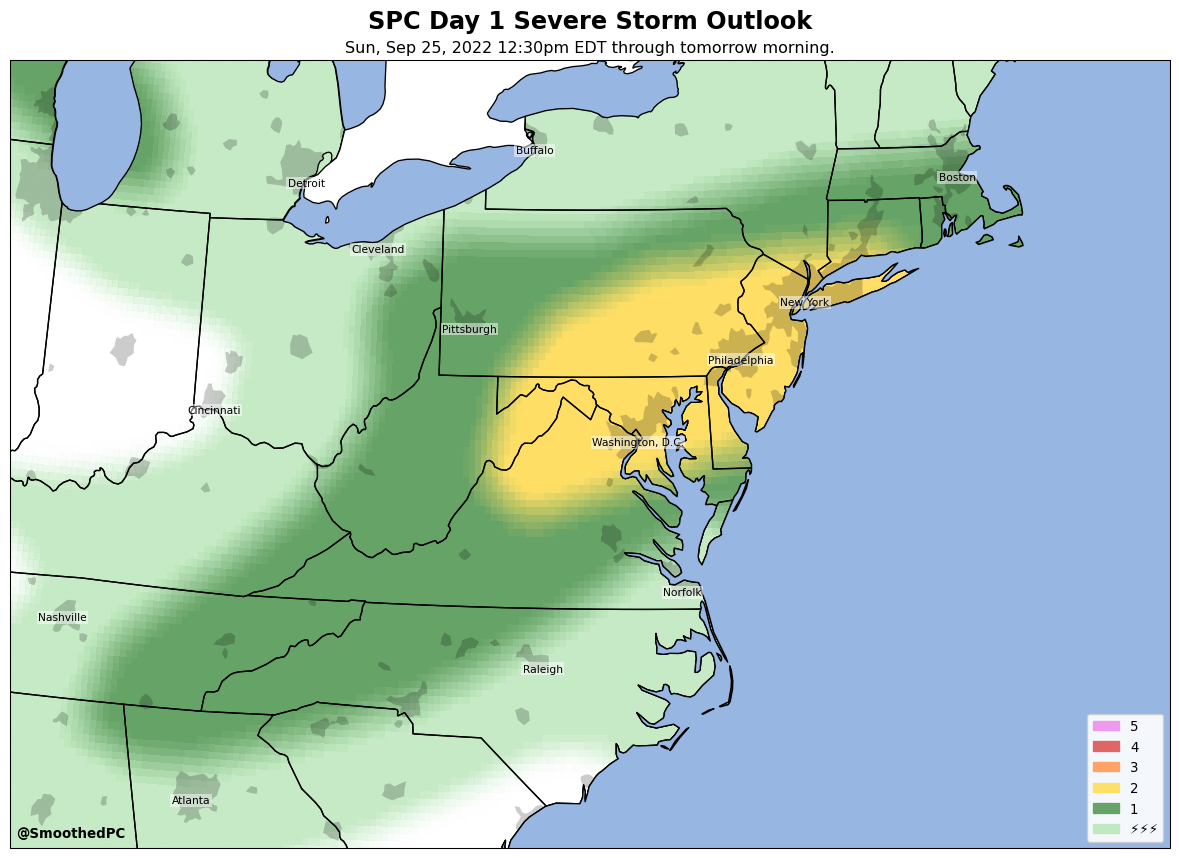 SPC Day 1 Severe Storm Outlook
Sun, Sep 25, 2022 12:30pm EDT through tomorrow morning.
Buffalo
Boston
Detroit
Cleveland
New York
Pittsburgh
Philadelphia
Cincinnati
Washington, D.C.
Norfolk
Nashville
Raleigh
Atlanta
5
4
3
2
1
⚡⚡⚡
@SmoothedPC